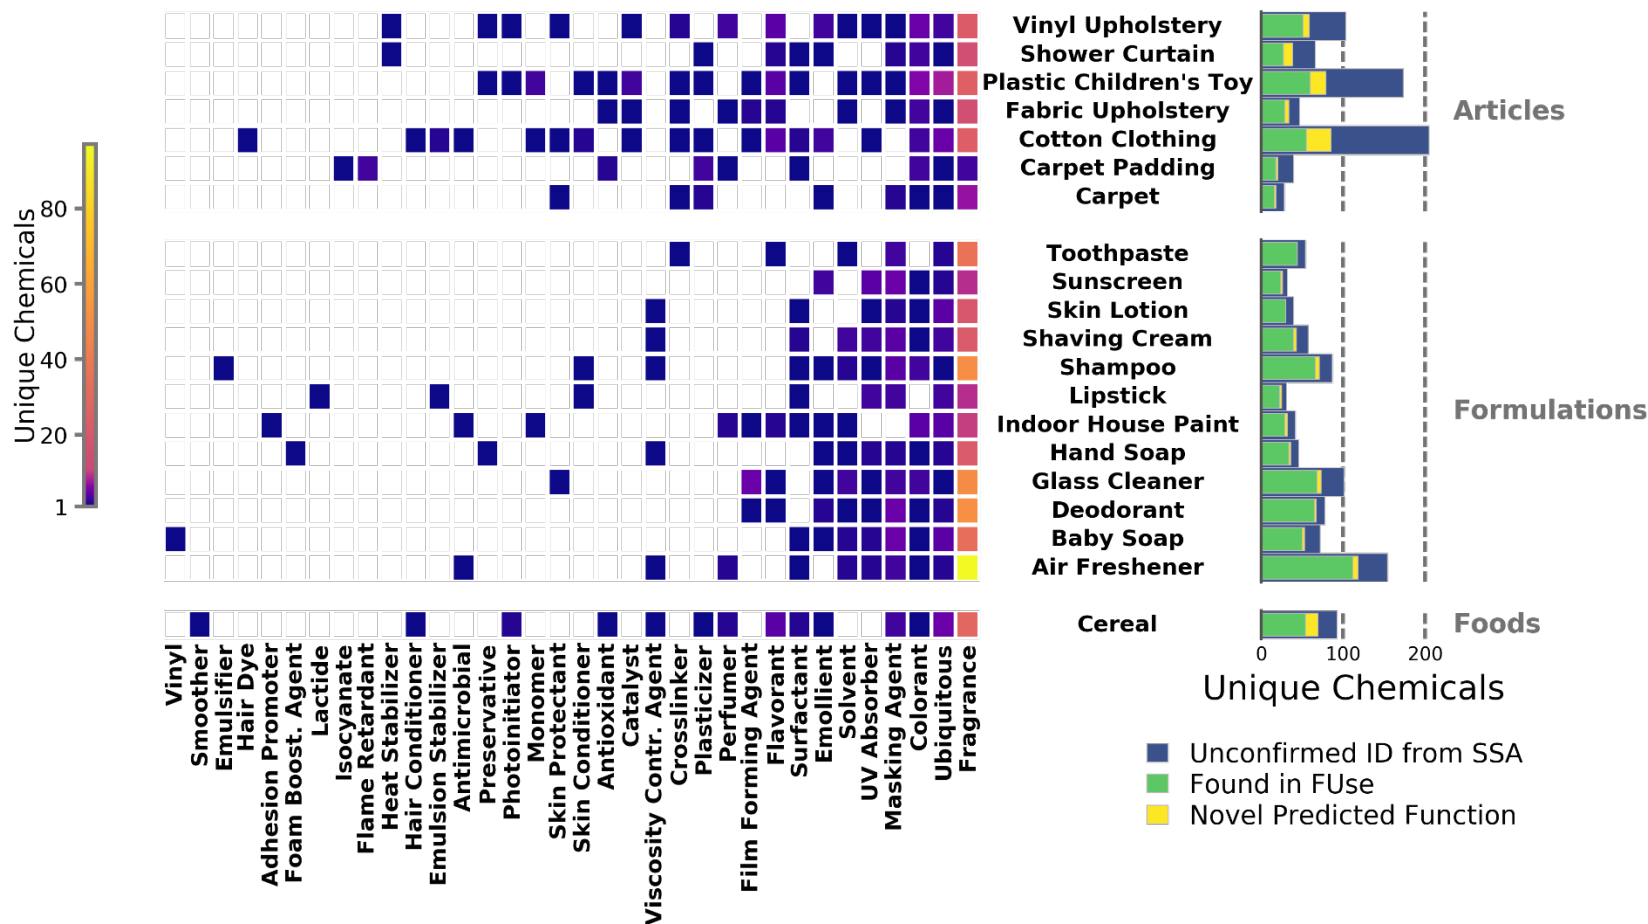 Vinyl Upholstery
Shower Curtain
Plastic Children's Toy
Fabric Upholstery
Cotton Clothing
Carpet Padding
Carpet
Articles
Toothpaste
Sunscreen
Skin Lotion
Shaving Cream
Shampoo
Lipstick
Indoor House Paint
Hand Soap
Glass Cleaner
Deodorant
Baby Soap
Air Freshener
Formulations
Cereal
Foods
Unique Chemicals
80
60
40
20
1
Vinyl
Smoother
Emulsifier
Hair Dye
Adhesion Promoter
Foam Boost. Agent
Lactide
Isocyanate
Flame Retardant
Heat Stabilizer
Hair Conditioner
Emulsion Stabilizer
Antimicrobial
Preservative
Photoinitiator
Monomer
Skin Protectant
Skin Conditioner
Antioxidant
Catalyst
Viscosity Contr. Agent
Crosslinker
Plasticizer
Perfumer
Film Forming Agent
Flavorant
Surfactant
Emollient
Solvent
UV Absorber
Masking Agent
Colorant
Ubiquitous
Fragrance
0 100 200
Unique Chemicals
Unconfirmed ID from SSA
Found in FUse
Novel Predicted Function